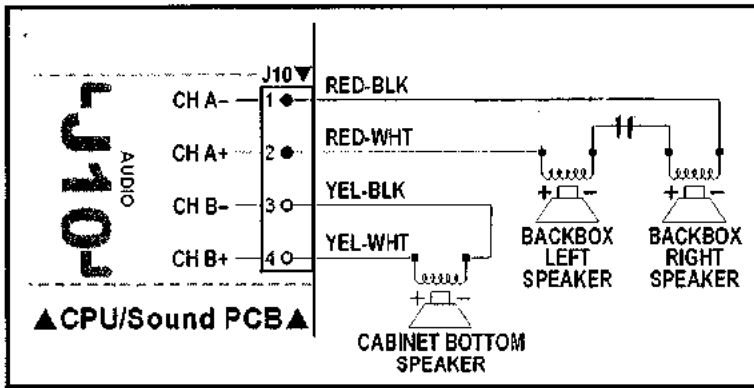 J10▼
CH A– 1 RED-BLK
CH A+ 2 RED-WHT
CH B– 3 YEL-BLK
CH B+ 4 YEL-WHT
J10
AUDIO
+ –
BACKBOX
LEFT
SPEAKER
+ –
BACKBOX
RIGHT
SPEAKER
+ –
CABINET BOTTOM
SPEAKER
▲CPU/Sound PCB▲